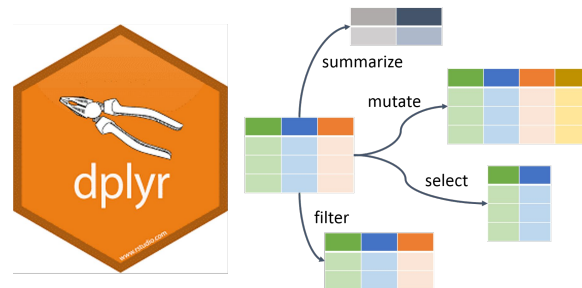 dplyr
www.rstudio.com
summarize
mutate
select
filter